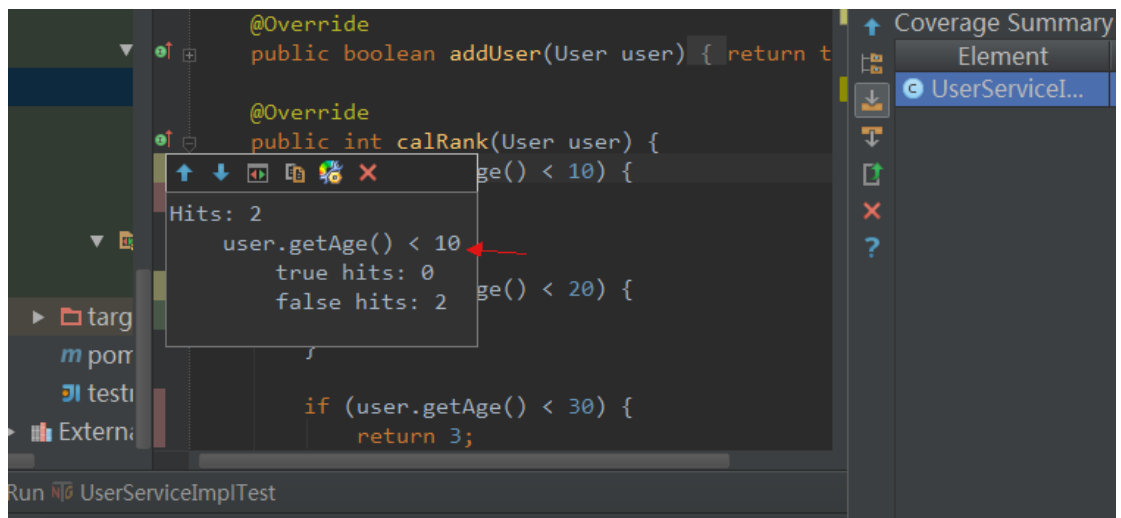 @Override
public boolean addUser(User user) { return t
@Override
public int calRank(User user) {
ge() < 10) {
Hits: 2
user.getAge() < 10
true hits: 0
false hits: 2
ge() < 20) {
}
if (user.getAge() < 30) {
return 3;
targ
pom
test
Externa
Run UserServiceImplTest
Coverage Summary
Element
UserServiceI...